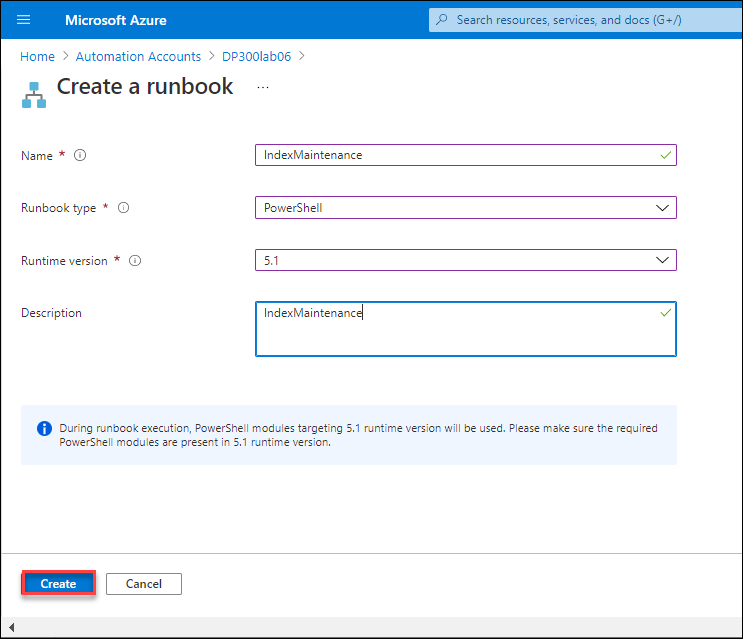 Microsoft Azure
Search resources, services, and docs (G+/)
Home > Automation Accounts > DP300lab06 >
Create a runbook ...
Name *
IndexMaintenance
Runbook type *
PowerShell
Runtime version *
5.1
Description
IndexMaintenance
During runbook execution, PowerShell modules targeting 5.1 runtime version will be used. Please make sure the required
PowerShell modules are present in 5.1 runtime version.
Create
Cancel